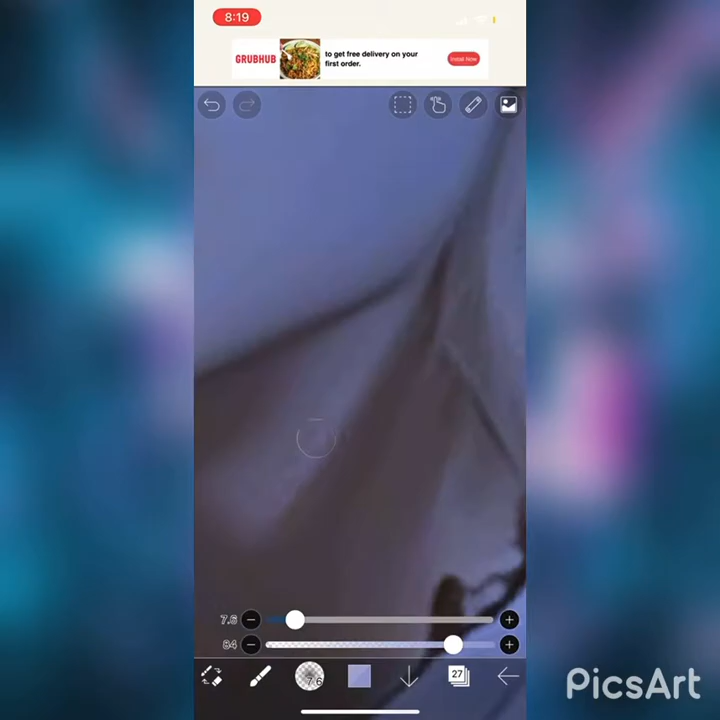 8:19
GRUBHUB
to get free delivery on your
first order.
Install Now
7.6
84
7.6
27
PicsArt